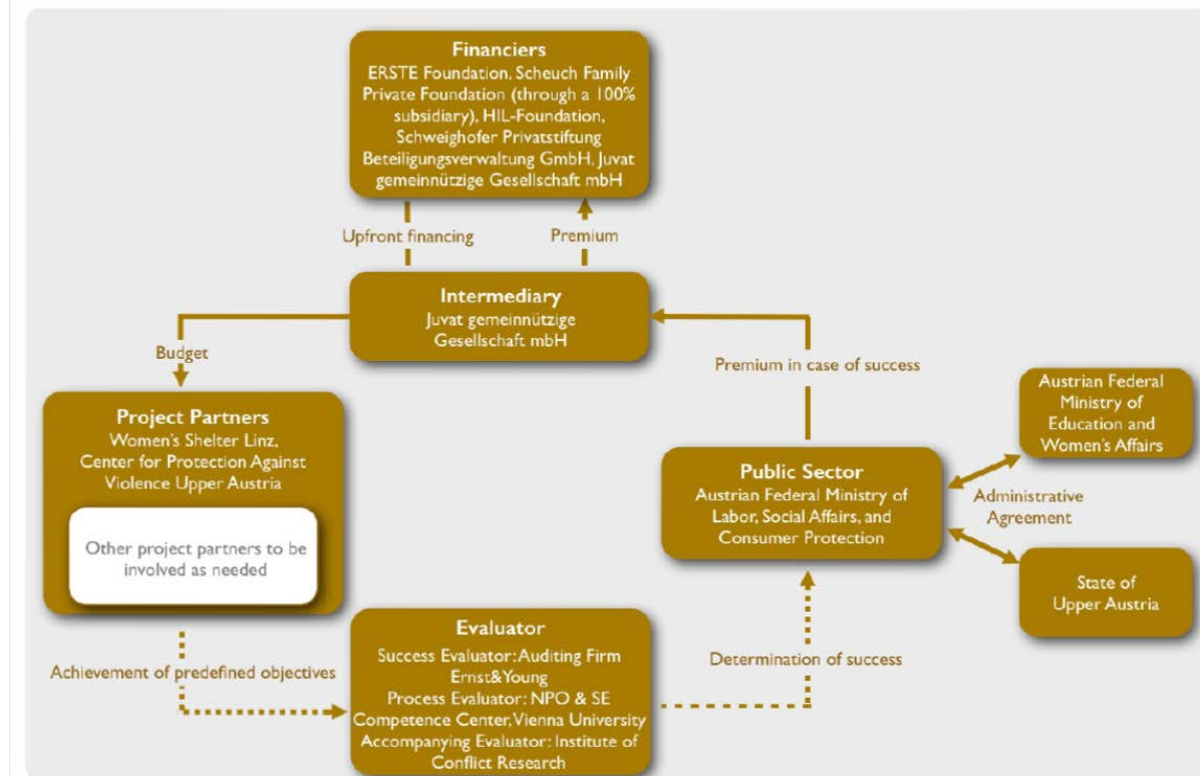 Financiers
ERSTE Foundation, Scheuch Family
Private Foundation (through a 100%
subsidiary), HIL-Foundation,
Schweighofer Privatstiftung
Beteiligungsverwaltung GmbH, Juvat
gemeinnützige Gesellschaft mbH
Upfront financing
Premium
Intermediary
Juvat gemeinnützige
Gesellschaft mbH
Budget
Premium in case of success
Project Partners
Women's Shelter Linz,
Center for Protection Against
Violence Upper Austria
Other project partners to be
involved as needed
Public Sector
Austrian Federal Ministry of
Labor, Social Affairs, and
Consumer Protection
Austrian Federal
Ministry of
Education and
Women's Affairs
Administrative
Agreement
State of
Upper Austria
Achievement of predefined objectives
Evaluator
Success Evaluator: Auditing Firm
Ernst&Young
Process Evaluator: NPO & SE
Competence Center, Vienna University
Accompanying Evaluator: Institute of
Conflict Research
Determination of success